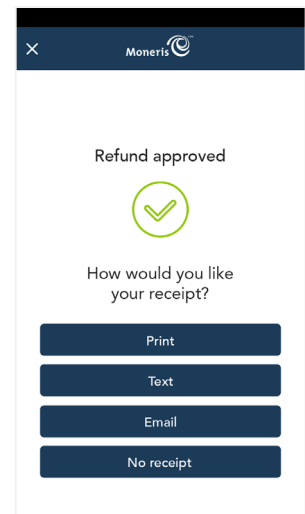 Moneris
Refund approved
How would you like
your receipt?
Print
Text
Email
No receipt